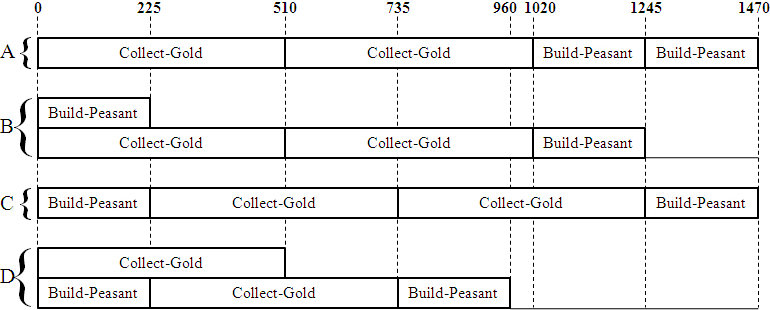 0 225 510 735 960 1020 1245 1470
A { Collect-Gold Collect-Gold Build-Peasant Build-Peasant
Build-Peasant
B { Collect-Gold Collect-Gold Build-Peasant
C { Build-Peasant Collect-Gold Collect-Gold Build-Peasant
Collect-Gold
D { Build-Peasant Collect-Gold Build-Peasant